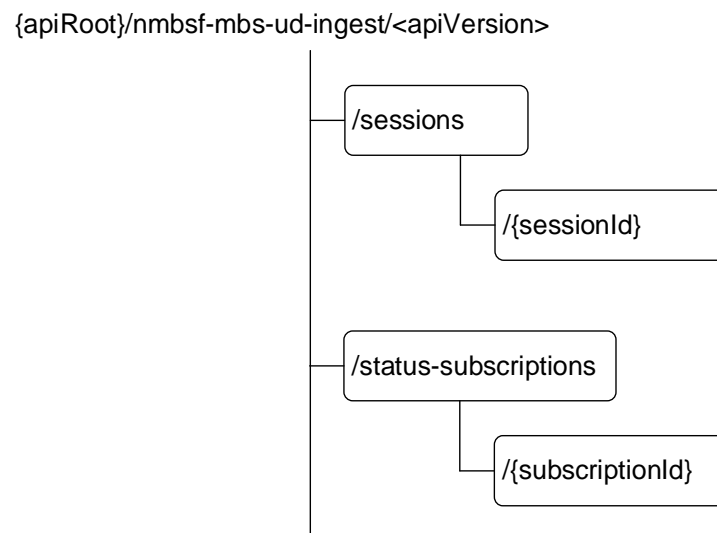 {apiRoot}/nmbsf-mbs-ud-ingest/<apiVersion>
/sessions
/{sessionId}
/status-subscriptions
/{subscriptionId}